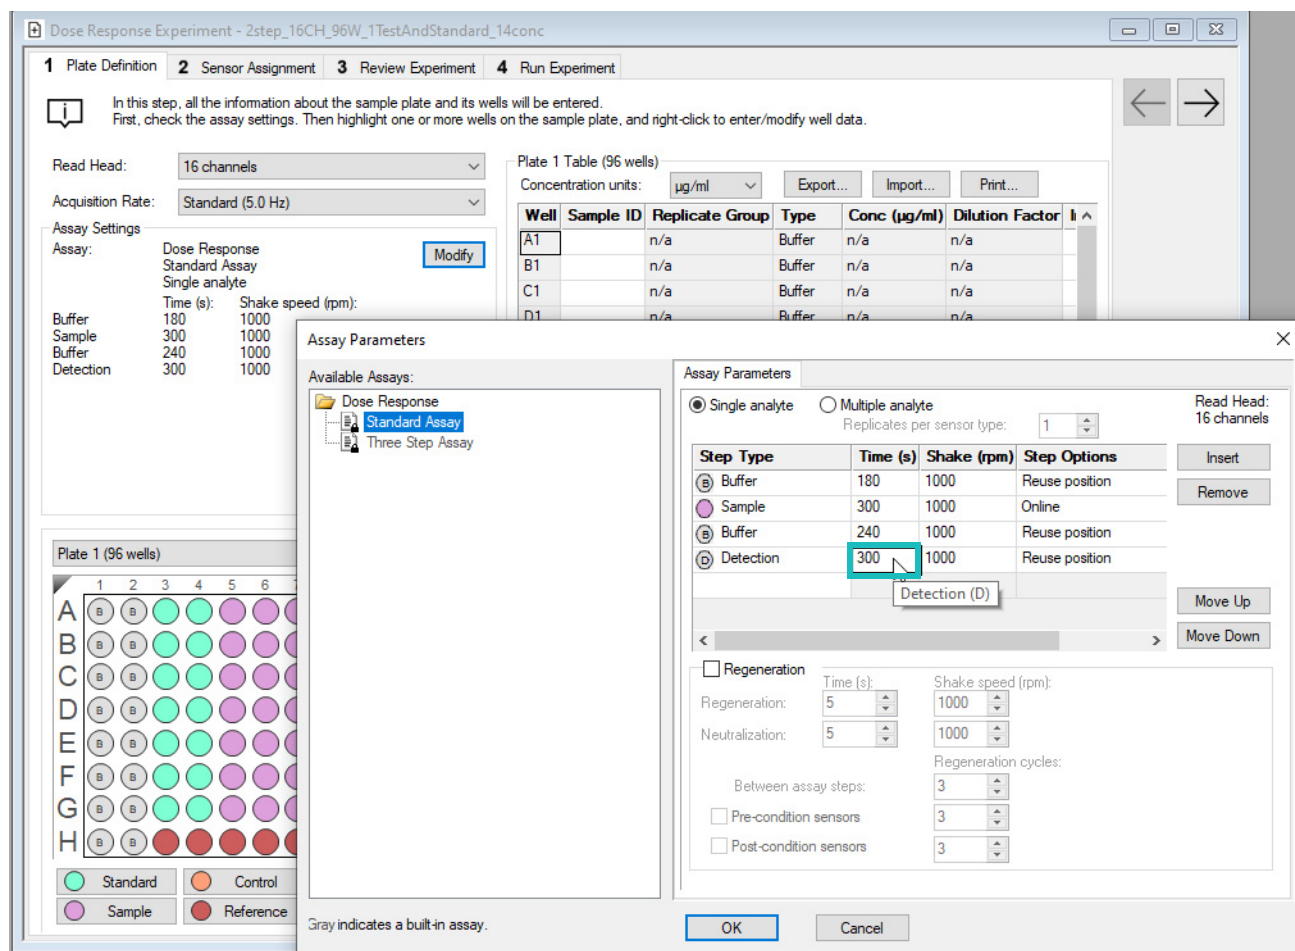 Dose Response Experiment - 2step_16CH_96W_1TestAndStandard_14conc
1 Plate Definition 2 Sensor Assignment 3 Review Experiment 4 Run Experiment
In this step, all the information about the sample plate and its wells will be entered.
First, check the assay settings. Then highlight one or more wells on the sample plate, and right-click to enter/modify well data.
Read Head: 16 channels
Acquisition Rate: Standard (5.0 Hz)
Assay Settings
Assay: Dose Response Modify
Standard Assay
Single analyte
Time (s): Shake speed (rpm):
Buffer 180 1000
Sample 300 1000
Buffer 240 1000
Detection 300 1000
Plate 1 Table (96 wells)
Concentration units: µg/ml Export... Import... Print...
Well Sample ID Replicate Group Type Conc (µg/ml) Dilution Factor
A1 n/a Buffer n/a n/a
B1 n/a Buffer n/a n/a
C1 n/a Buffer n/a n/a
D1 n/a Buffer n/a n/a
Plate 1 (96 wells)
1 2 3 4 5 6
A B B
B B B
C B B
D B B
E B B
F B B
G B B
H B B
Standard Control
Sample Reference
Assay Parameters
Available Assays:
Dose Response
Standard Assay
Three Step Assay
Gray indicates a built-in assay.
Assay Parameters
Single analyte Multiple analyte
Replicates per sensor type: 1
Read Head:
16 channels
Step Type Time (s) Shake (rpm) Step Options
B Buffer 180 1000 Reuse position
Sample 300 1000 Online
B Buffer 240 1000 Reuse position
D Detection 300 1000 Reuse position
Detection (D)
Insert
Remove
Move Up
Move Down
Regeneration
Time (s): Shake speed (rpm):
Regeneration: 5 1000
Neutralization: 5 1000
Regeneration cycles:
Between assay steps: 3
Pre-condition sensors 3
Post-condition sensors 3
OK Cancel